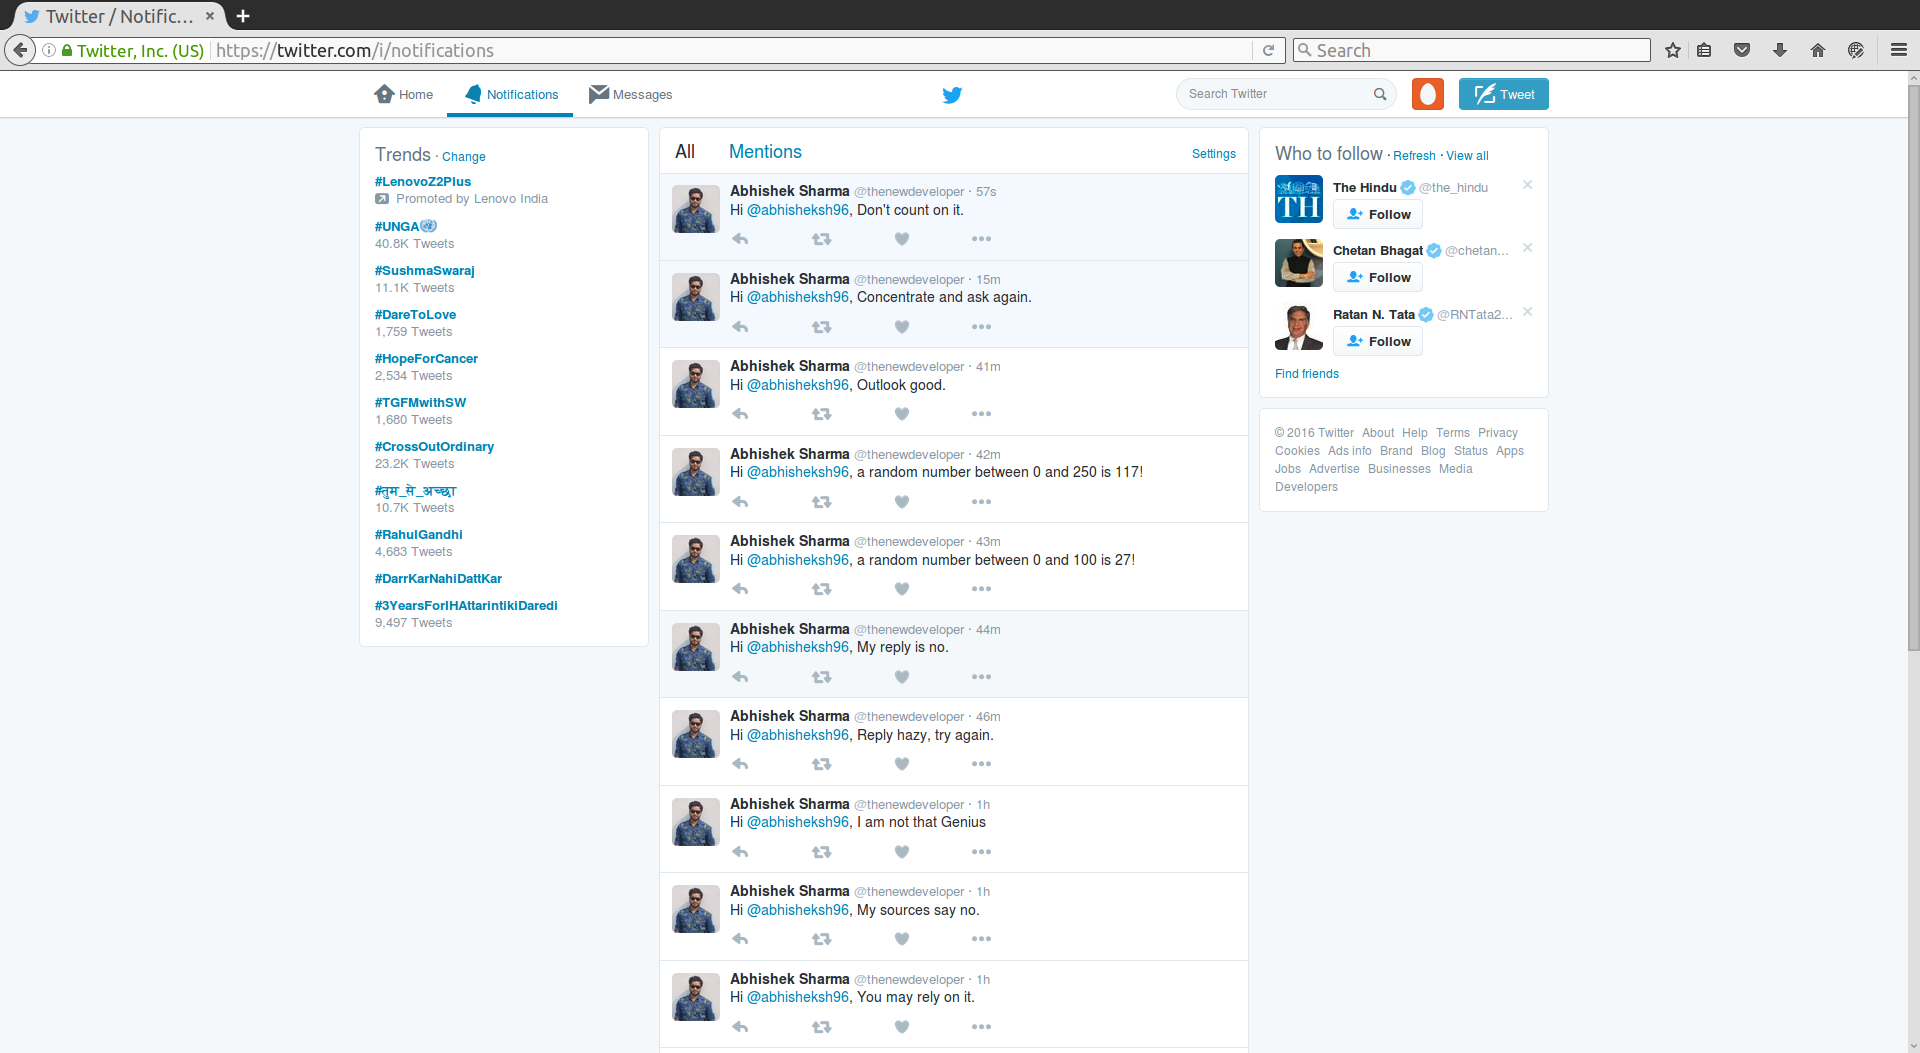 Twitter / Notific... ×
Twitter, Inc. (US) https://twitter.com/i/notifications Search
Home Notifications Messages Search Twitter Tweet
Trends · Change
#LenovoZ2Plus
Promoted by Lenovo India
#UNGA
40.8K Tweets
#SushmaSwaraj
11.1K Tweets
#DareToLove
1,759 Tweets
#HopeForCancer
2,534 Tweets
#TGFMwithSW
1,680 Tweets
#CrossOutOrdinary
23.2K Tweets
#तुम_से_अच्छा
10.7K Tweets
#RahulGandhi
4,683 Tweets
#DarrKarNahiDattKar
#3YearsForIHAttarintikiDaredi
9,497 Tweets
All Mentions Settings
Abhishek Sharma @thenewdeveloper · 57s
Hi @abhisheksh96, Don't count on it.
Abhishek Sharma @thenewdeveloper · 15m
Hi @abhisheksh96, Concentrate and ask again.
Abhishek Sharma @thenewdeveloper · 41m
Hi @abhisheksh96, Outlook good.
Abhishek Sharma @thenewdeveloper · 42m
Hi @abhisheksh96, a random number between 0 and 250 is 117!
Abhishek Sharma @thenewdeveloper · 43m
Hi @abhisheksh96, a random number between 0 and 100 is 27!
Abhishek Sharma @thenewdeveloper · 44m
Hi @abhisheksh96, My reply is no.
Abhishek Sharma @thenewdeveloper · 46m
Hi @abhisheksh96, Reply hazy, try again.
Abhishek Sharma @thenewdeveloper · 1h
Hi @abhisheksh96, I am not that Genius
Abhishek Sharma @thenewdeveloper · 1h
Hi @abhisheksh96, My sources say no.
Abhishek Sharma @thenewdeveloper · 1h
Hi @abhisheksh96, You may rely on it.
Who to follow · Refresh · View all
TH
The Hindu @the_hindu
Follow
Chetan Bhagat @chetan...
Follow
Ratan N. Tata @RNTata2...
Follow
Find friends
© 2016 Twitter About Help Terms Privacy
Cookies Ads info Brand Blog Status Apps
Jobs Advertise Businesses Media
Developers